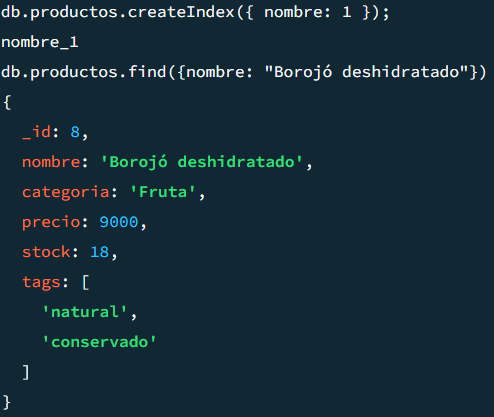 db.productos.createIndex({ nombre: 1 });
nombre_1
db.productos.find({nombre: "Borojó deshidratado"})
{
  _id: 8,
  nombre: 'Borojó deshidratado',
  categoria: 'Fruta',
  precio: 9000,
  stock: 18,
  tags: [
    'natural',
    'conservado'
  ]
}